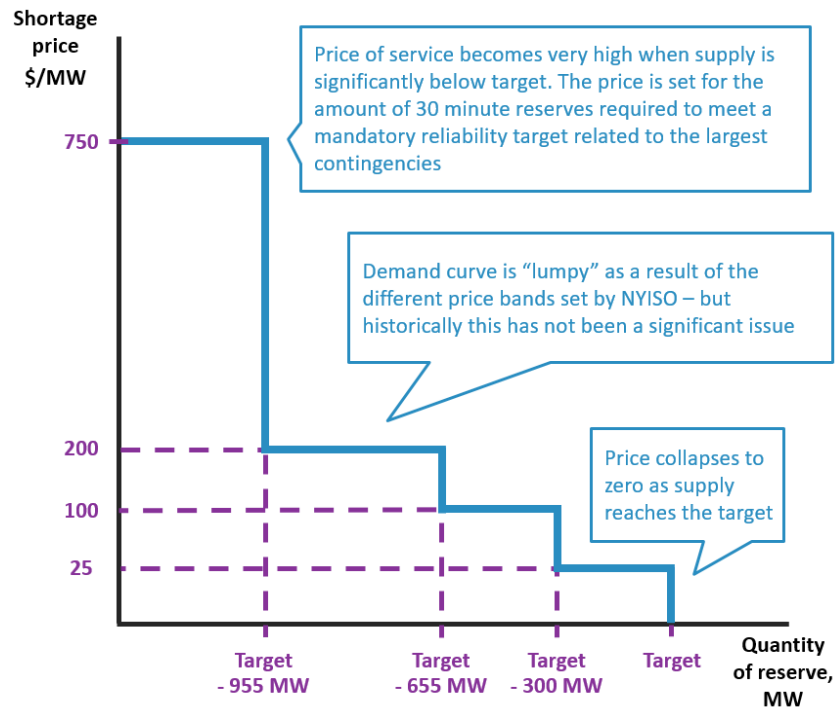 Shortage
price
$/MW
Price of service becomes very high when supply is
significantly below target. The price is set for the
amount of 30 minute reserves required to meet a
mandatory reliability target related to the largest
contingencies
750
Demand curve is “lumpy” as a result of the
different price bands set by NYISO – but
historically this has not been a significant issue
200
Price collapses to
zero as supply
reaches the target
100
25
Target
- 955 MW
Target
- 655 MW
Target
- 300 MW
Target
Quantity
of reserve,
MW